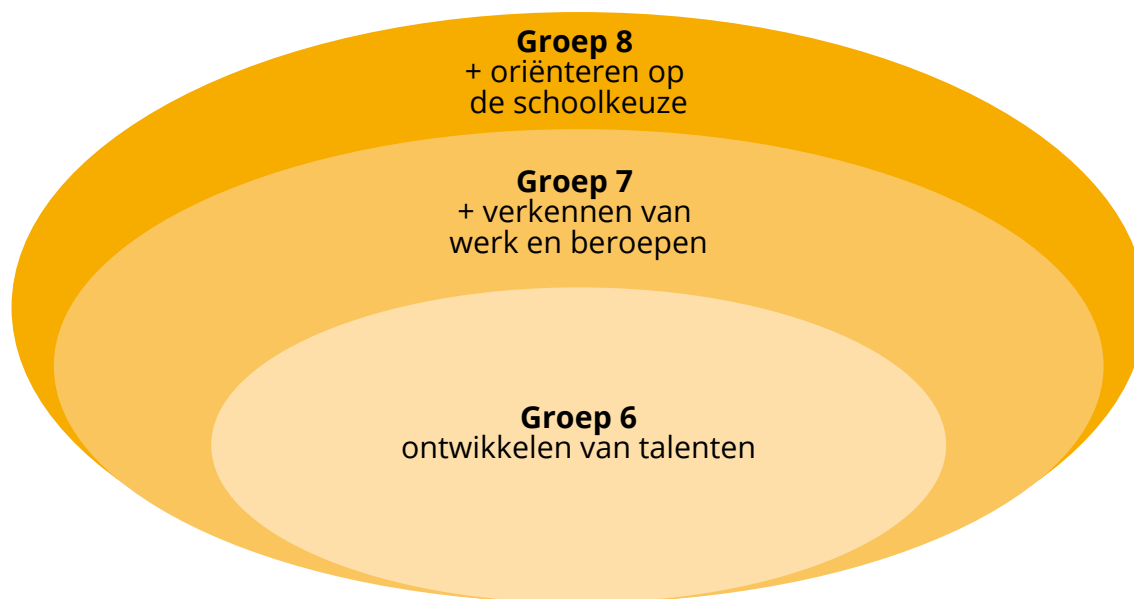 Groep 8
+ oriënteren op
de schoolkeuze
Groep 7
+ verkennen van
werk en beroepen
Groep 6
ontwikkelen van talenten